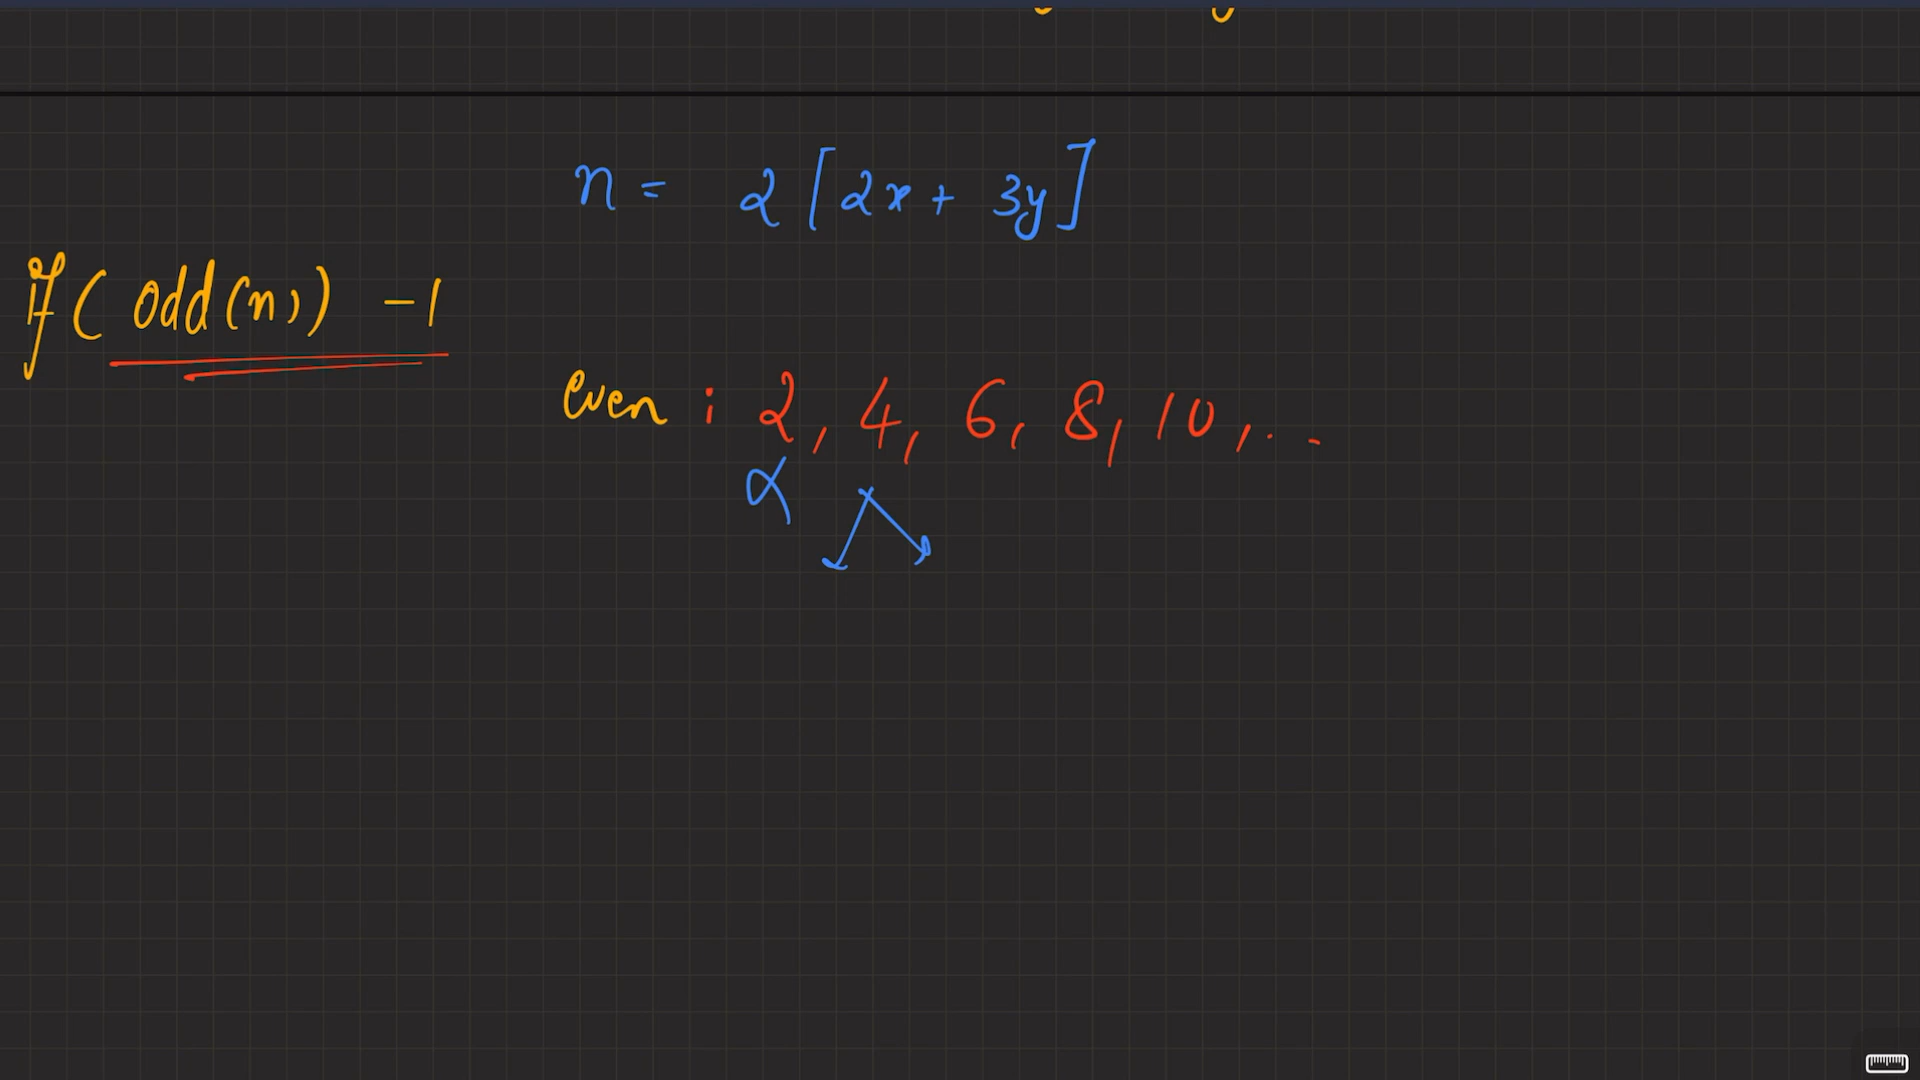 n = 2 [2x + 3y]
if (odd(n)) -1
even : 2, 4, 6, 8, 10, ..